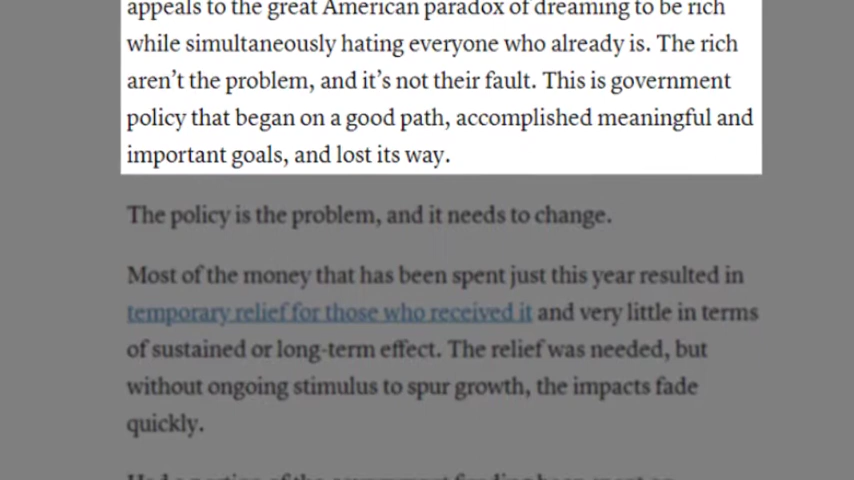 appeals to the great American paradox of dreaming to be rich
while simultaneously hating everyone who already is. The rich
aren’t the problem, and it’s not their fault. This is government
policy that began on a good path, accomplished meaningful and
important goals, and lost its way.
The policy is the problem, and it needs to change.
Most of the money that has been spent just this year resulted in
temporary relief for those who received it and very little in terms
of sustained or long-term effect. The relief was needed, but
without ongoing stimulus to spur growth, the impacts fade
quickly.